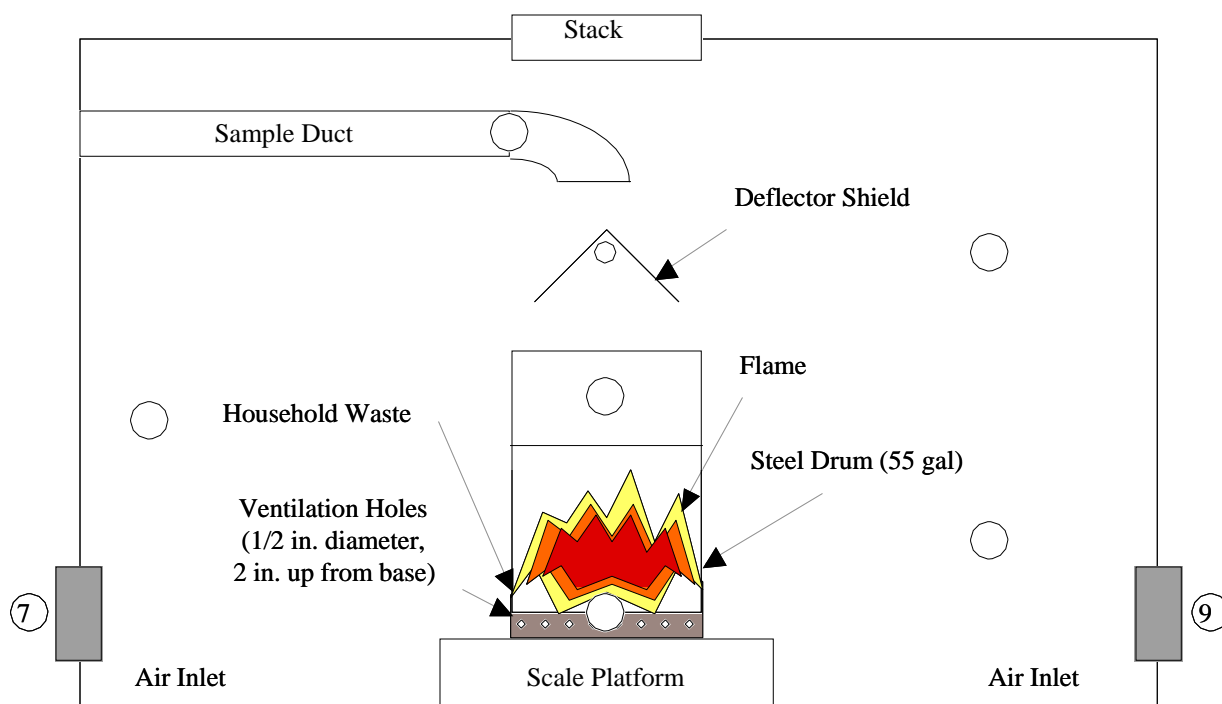 Stack
Sample Duct
Deflector Shield
Flame
Household Waste
Steel Drum (55 gal)
Ventilation Holes
(1/2 in. diameter,
2 in. up from base)
7
9
Air Inlet
Scale Platform
Air Inlet